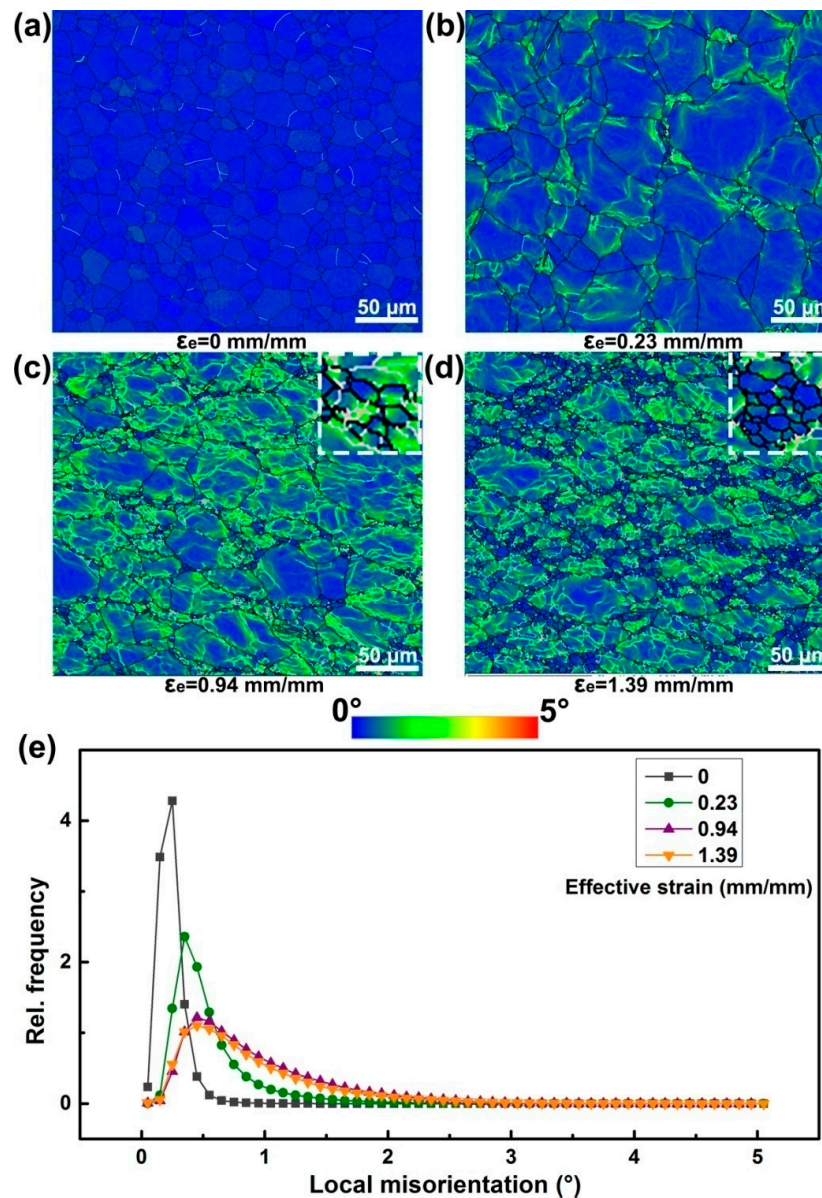 (a)
50 μm
εe=0 mm/mm
(b)
50 μm
εe=0.23 mm/mm
(c)
50 μm
εe=0.94 mm/mm
(d)
50 μm
εe=1.39 mm/mm
0° 5°
(e)
0
0.23
0.94
1.39
Effective strain (mm/mm)
Rel. frequency
4
2
0
0 1 2 3 4 5
Local misorientation (°)